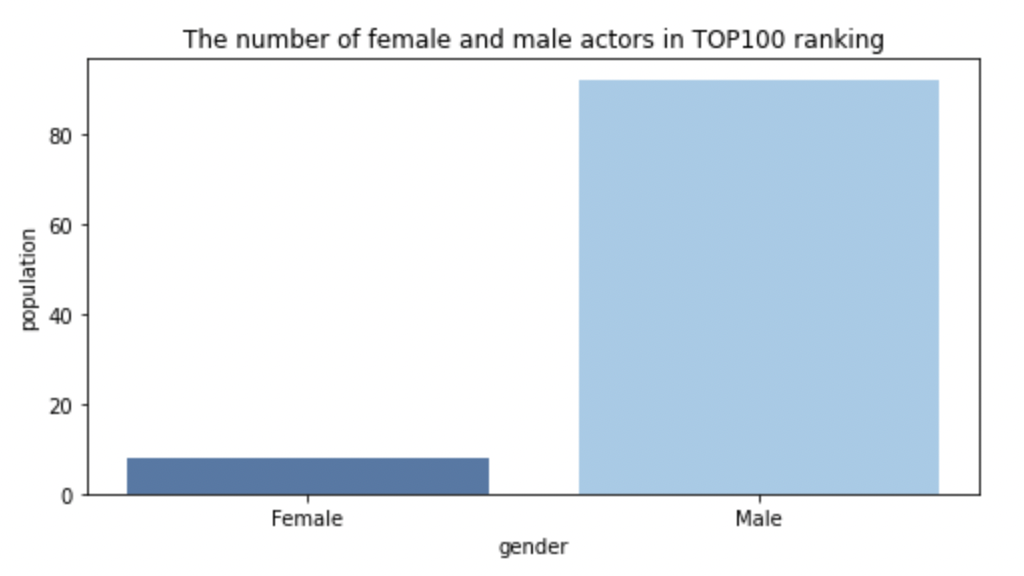 The number of female and male actors in TOP100 ranking
80
60
40
20
0
population
Female
Male
gender